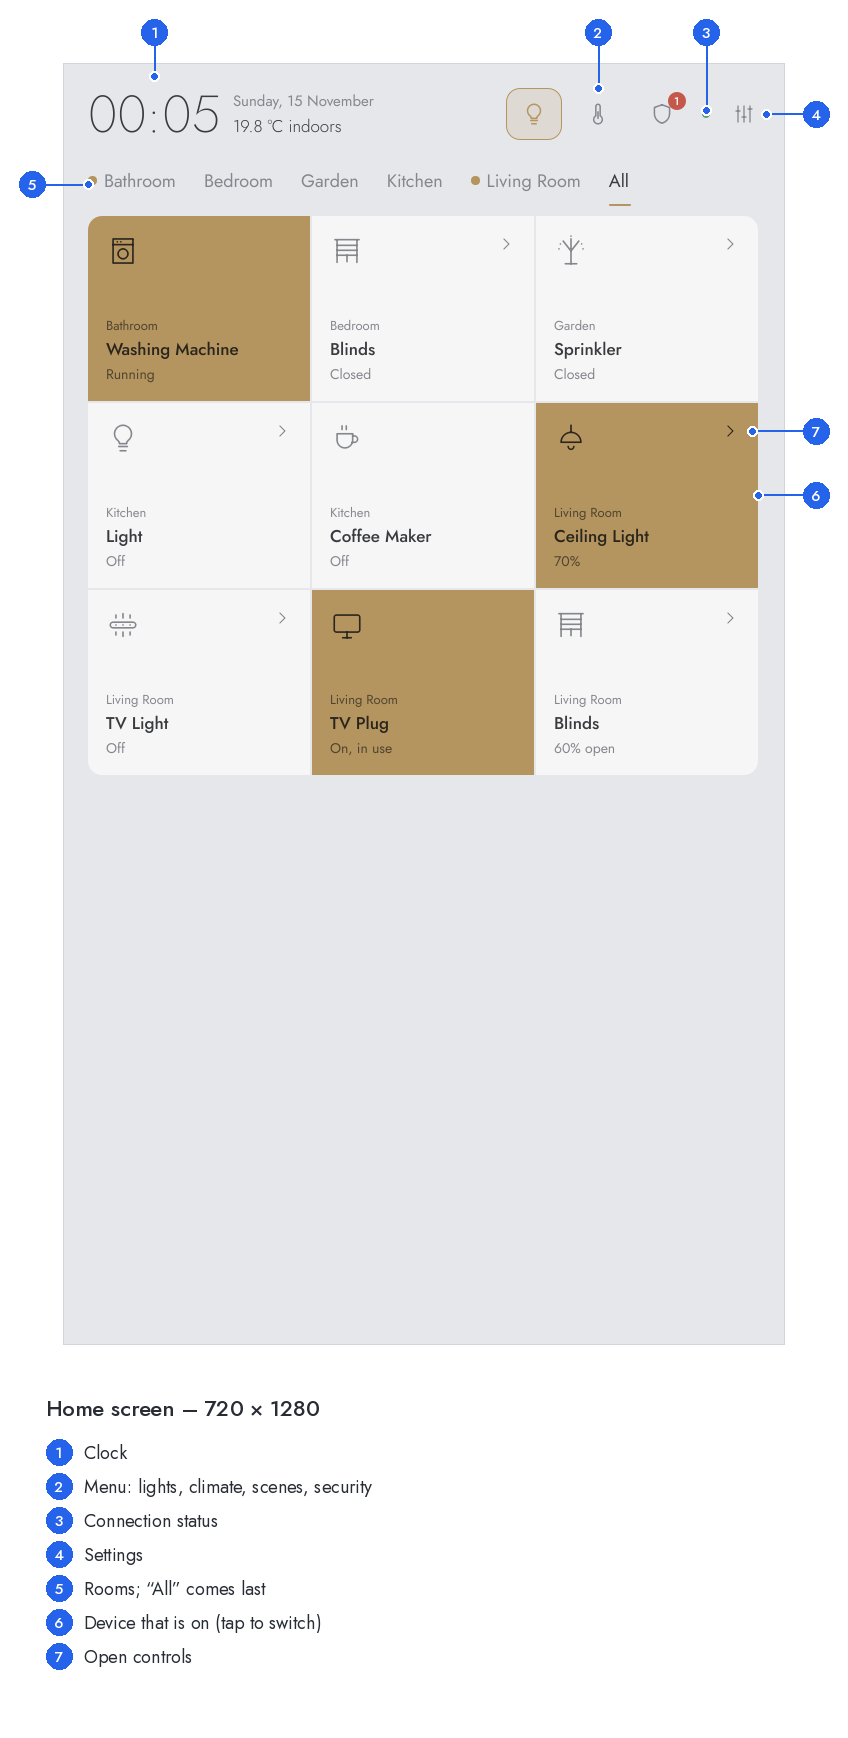 1 2 3
00:05 Sunday, 15 November
19.8 °C indoors
1
4
5 Bathroom Bedroom Garden Kitchen Living Room All
Bathroom
Washing Machine
Running
Bedroom
Blinds
Closed
Garden
Sprinkler
Closed
7
6
Kitchen
Light
Off
Kitchen
Coffee Maker
Off
Living Room
Ceiling Light
70%
Living Room
TV Light
Off
Living Room
TV Plug
On, in use
Living Room
Blinds
60% open
Home screen – 720 × 1280
1 Clock
2 Menu: lights, climate, scenes, security
3 Connection status
4 Settings
5 Rooms; “All” comes last
6 Device that is on (tap to switch)
7 Open controls